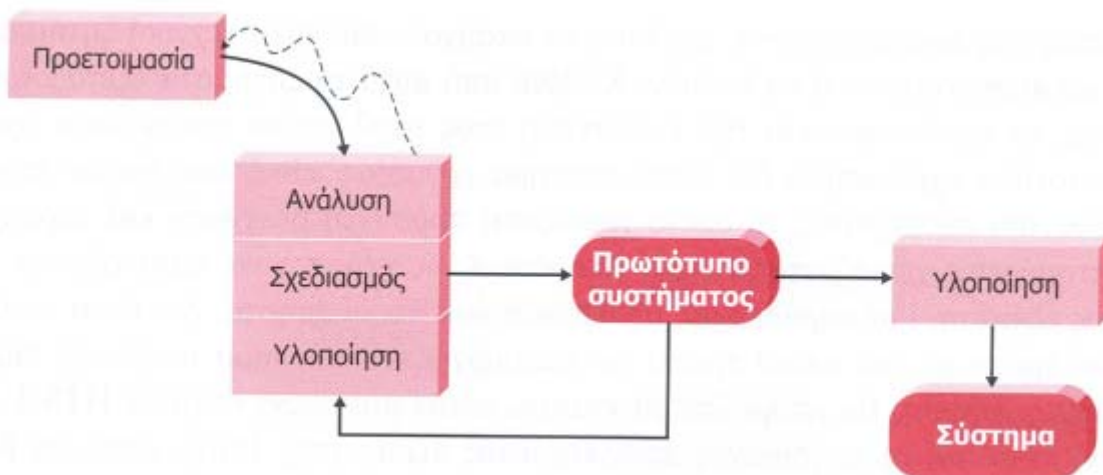 Προετοιμασία
Ανάλυση
Σχεδιασμός
Υλοποίηση
Πρωτότυπο
συστήματος
Υλοποίηση
Σύστημα